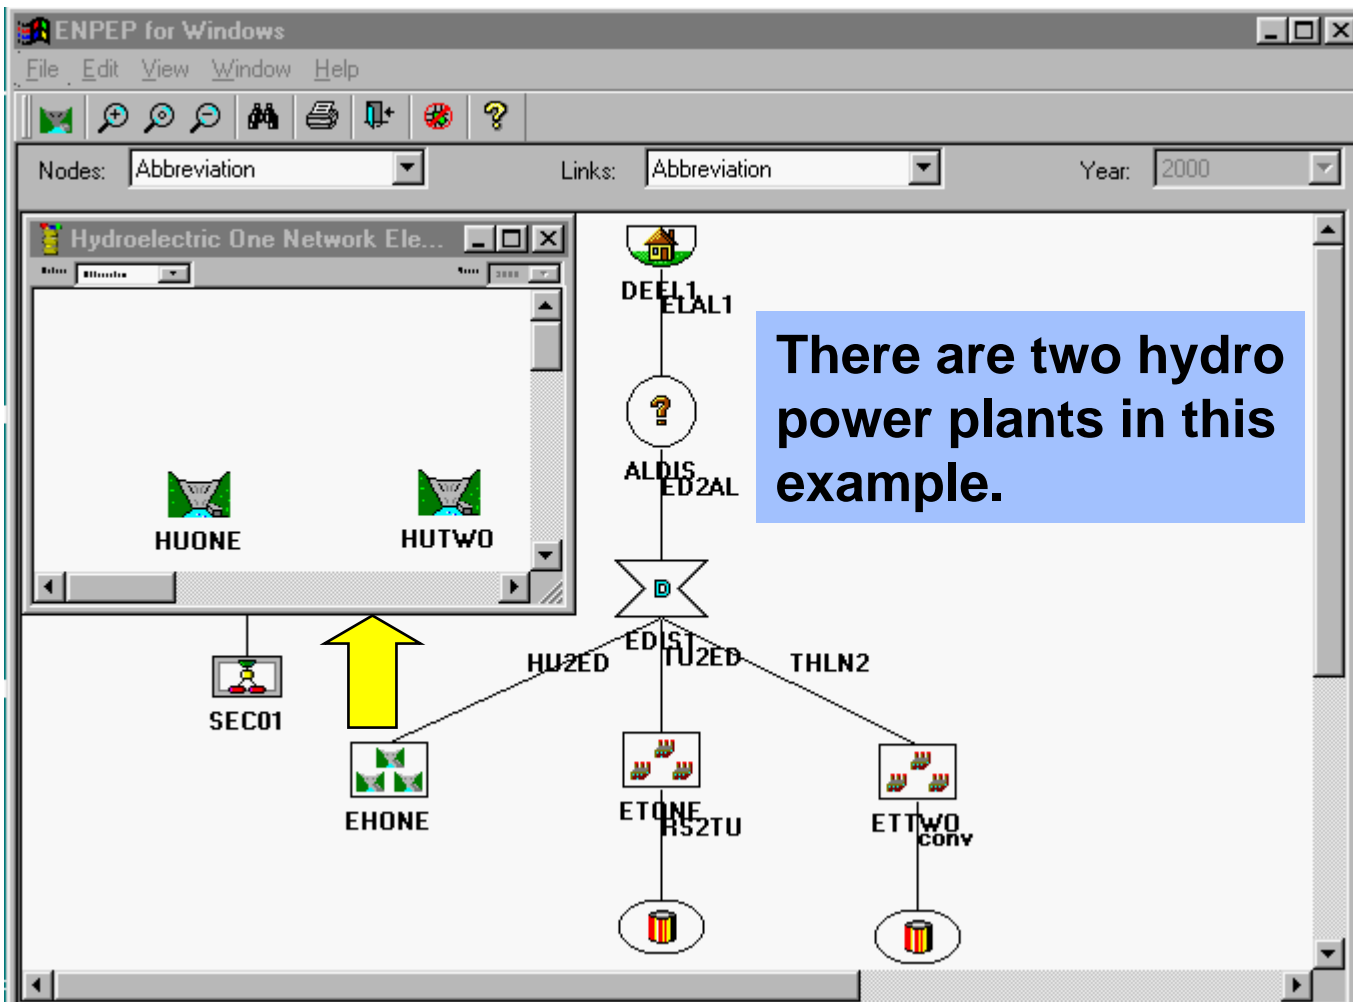 ENPEP for Windows
File Edit View Window Help
Nodes: Abbreviation Links: Abbreviation Year: 2000
Hydroelectric One Network Ele...
2000
HUONE HUTWO
DEEL1
ELAL1
There are two hydro
power plants in this
example.
ALDIS
ED2AL
D
EDIST
HU2ED TU2ED THLN2
SEC01
EHONE
ETONE
RS2TU
ETTWO
conv